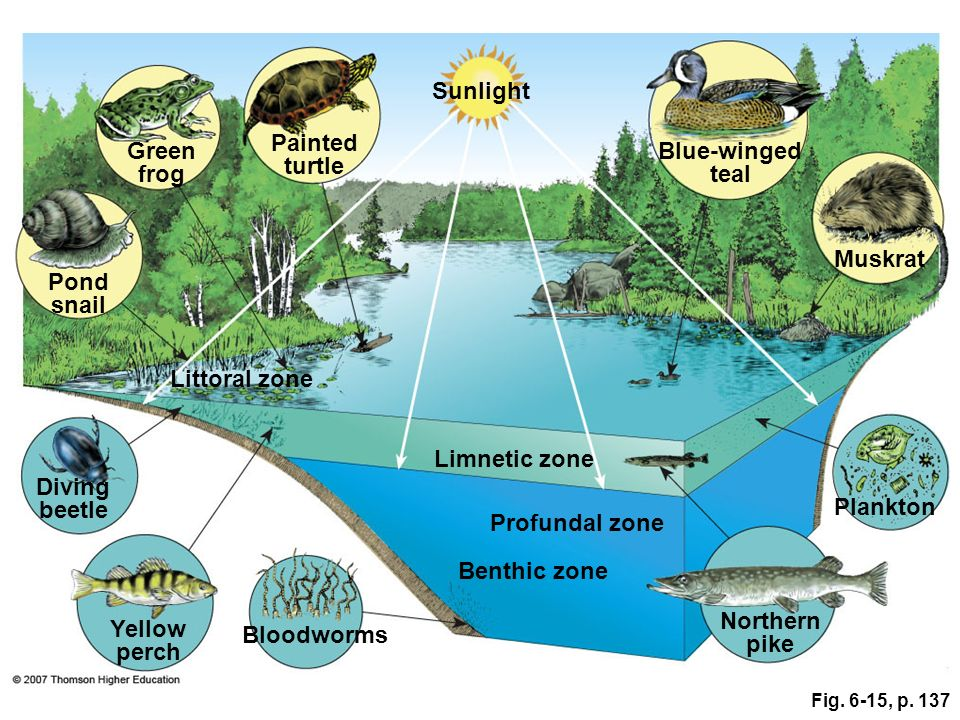 Sunlight
Green
frog
Painted
turtle
Blue-winged
teal
Muskrat
Pond
snail
Littoral zone
Limnetic zone
Diving
beetle
Plankton
Profundal zone
Benthic zone
Yellow
perch
Bloodworms
Northern
pike
© 2007 Thomson Higher Education
Fig. 6-15, p. 137